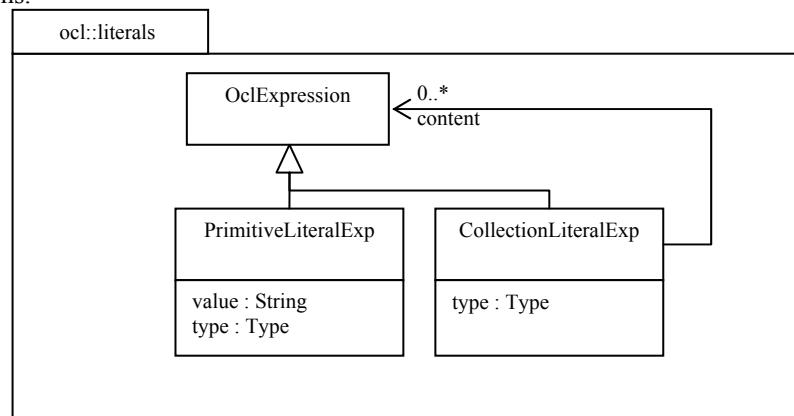 ocl::literals
OclExpression
0..*
content
PrimitiveLiteralExp
CollectionLiteralExp
value : String
type : Type
type : Type